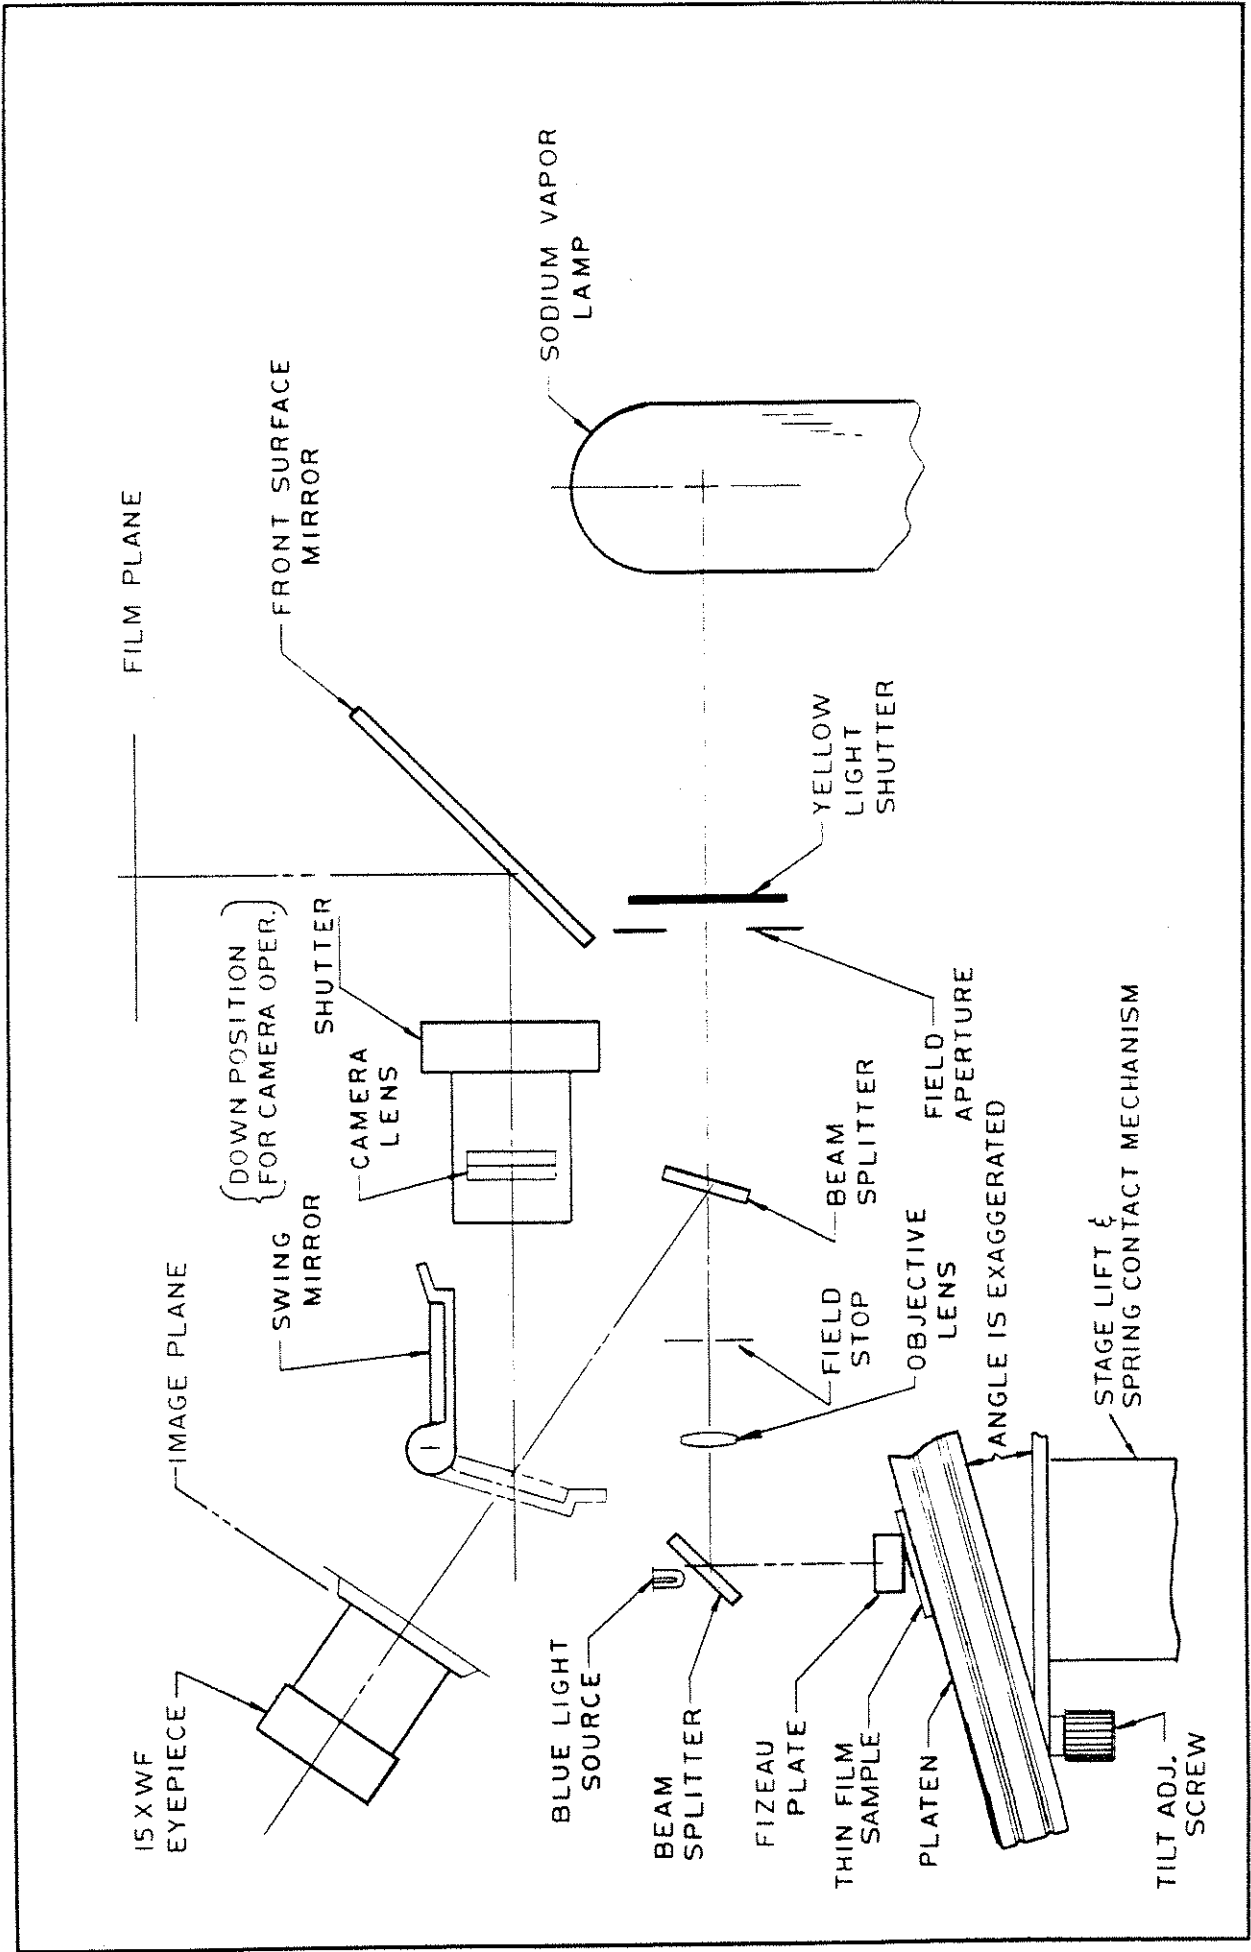 15XWF
EYEPIECE
IMAGE PLANE
SWING
MIRROR
(DOWN POSITION
FOR CAMERA OPER.)
CAMERA
LENS
SHUTTER
FILM PLANE
FRONT SURFACE
MIRROR
SODIUM VAPOR
LAMP
BLUE LIGHT
SOURCE
BEAM
SPLITTER
FIZEAU
PLATE
THIN FILM
SAMPLE
PLATEN
TILT ADJ.
SCREW
FIELD
STOP
OBJECTIVE
LENS
BEAM
SPLITTER
FIELD
APERTURE
YELLOW
LIGHT
SHUTTER
ANGLE IS EXAGGERATED
STAGE LIFT &
SPRING CONTACT MECHANISM